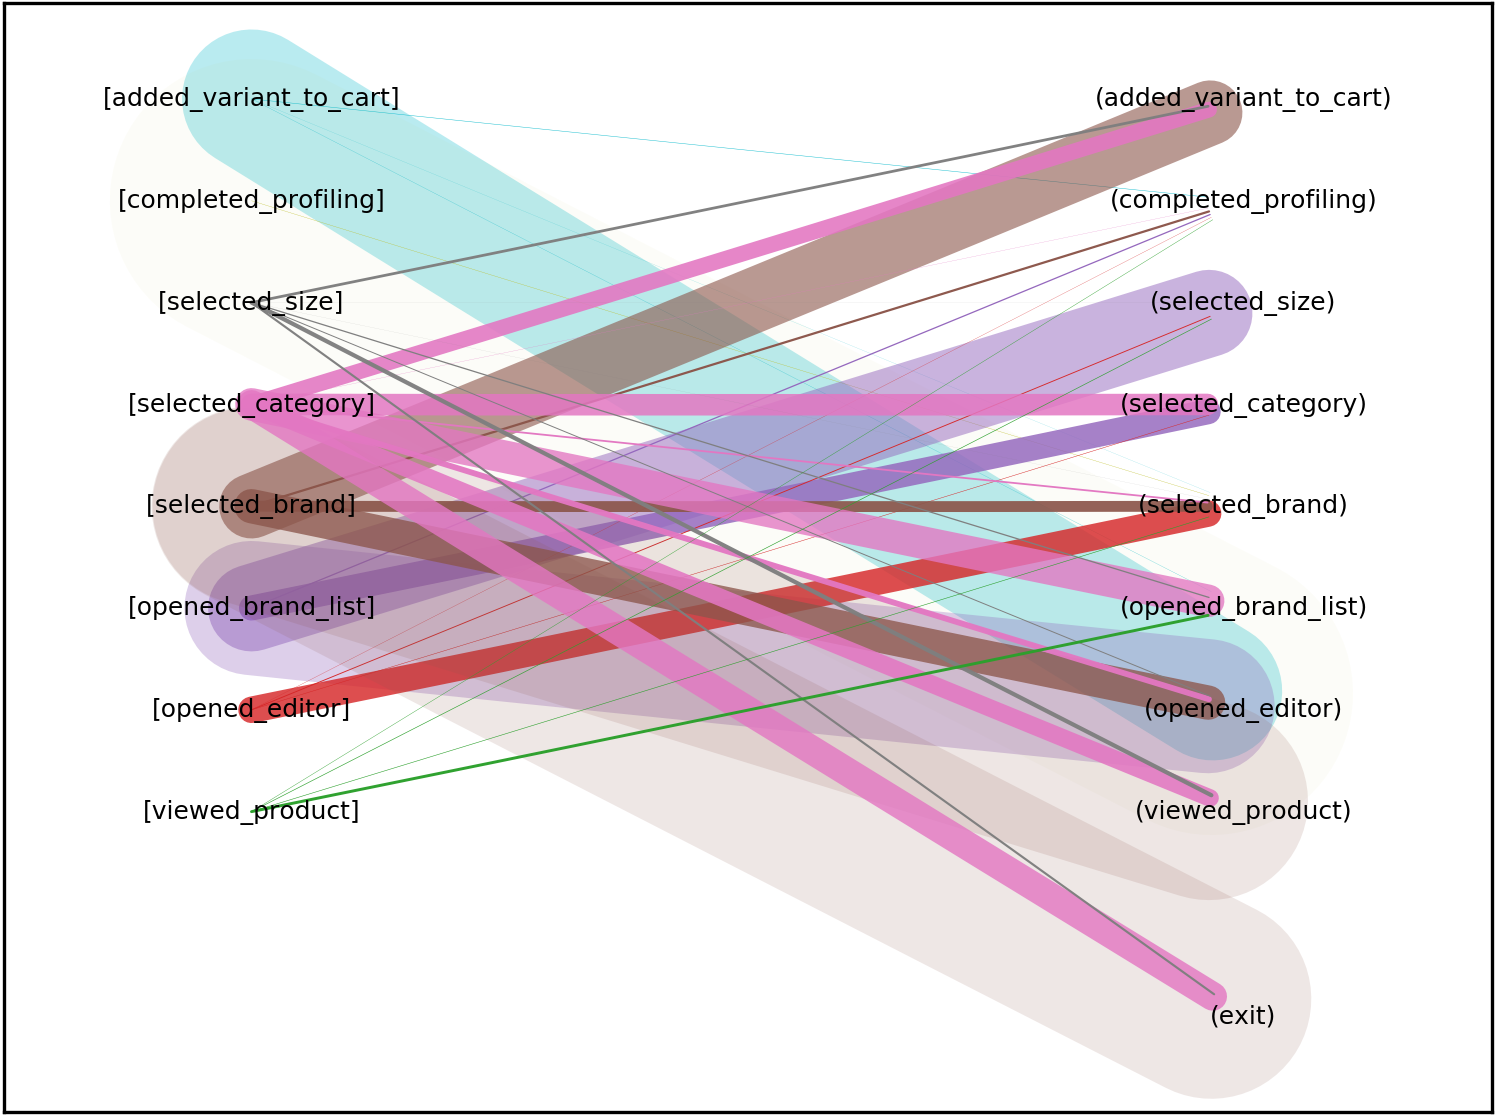 [added_variant_to_cart] (added_variant_to_cart)
[completed_profiling] (completed_profiling)
[selected_size] (selected_size)
[selected_category] (selected_category)
[selected_brand] (selected_brand)
[opened_brand_list] (opened_brand_list)
[opened_editor] (opened_editor)
[viewed_product] (viewed_product)
(exit)